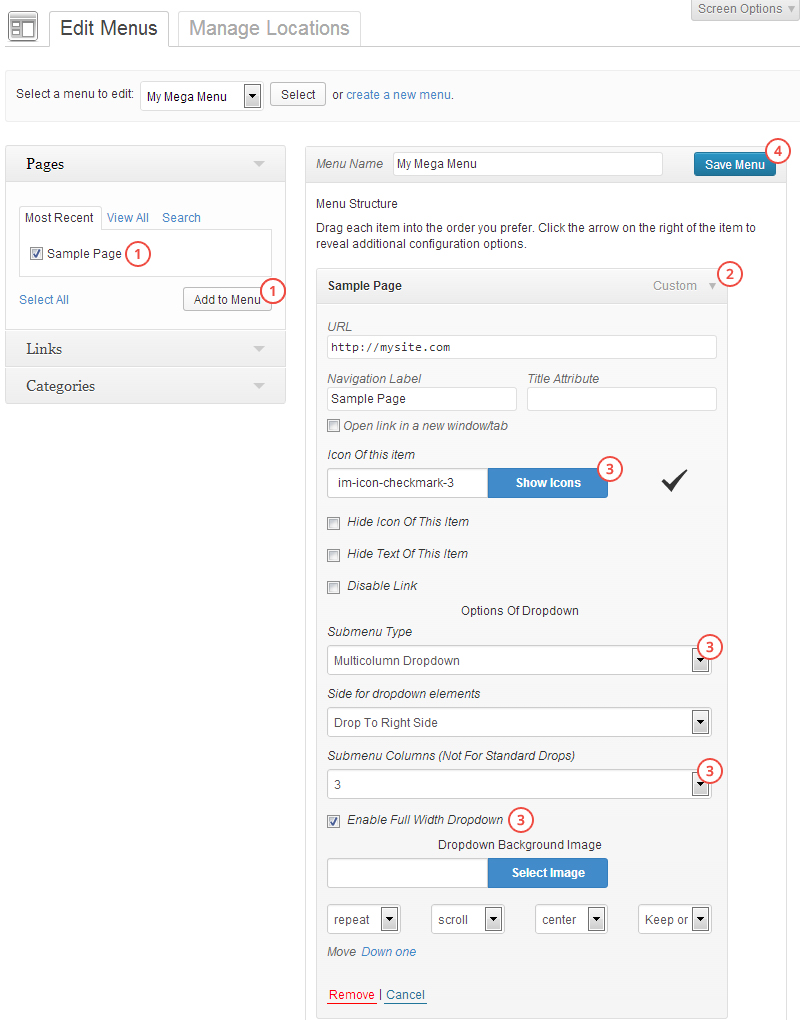 Screen Options
Edit Menus
Manage Locations
Select a menu to edit: My Mega Menu Select or create a new menu.
Pages
Most Recent View All Search
Sample Page 1
Select All Add to Menu 1
Links
Categories
Menu Name My Mega Menu Save Menu 4
Menu Structure
Drag each item into the order you prefer. Click the arrow on the right of the item to
reveal additional configuration options.
Sample Page Custom 2
URL
http://mysite.com
Navigation Label Title Attribute
Sample Page
Open link in a new window/tab
Icon Of this item
im-icon-checkmark-3 Show Icons 3
Hide Icon Of This Item
Hide Text Of This Item
Disable Link
Options Of Dropdown
Submenu Type
Multicolumn Dropdown 3
Side for dropdown elements
Drop To Right Side
Submenu Columns (Not For Standard Drops)
3 3
Enable Full Width Dropdown 3
Dropdown Background Image
Select Image
repeat scroll center Keep or
Move Down one
Remove | Cancel